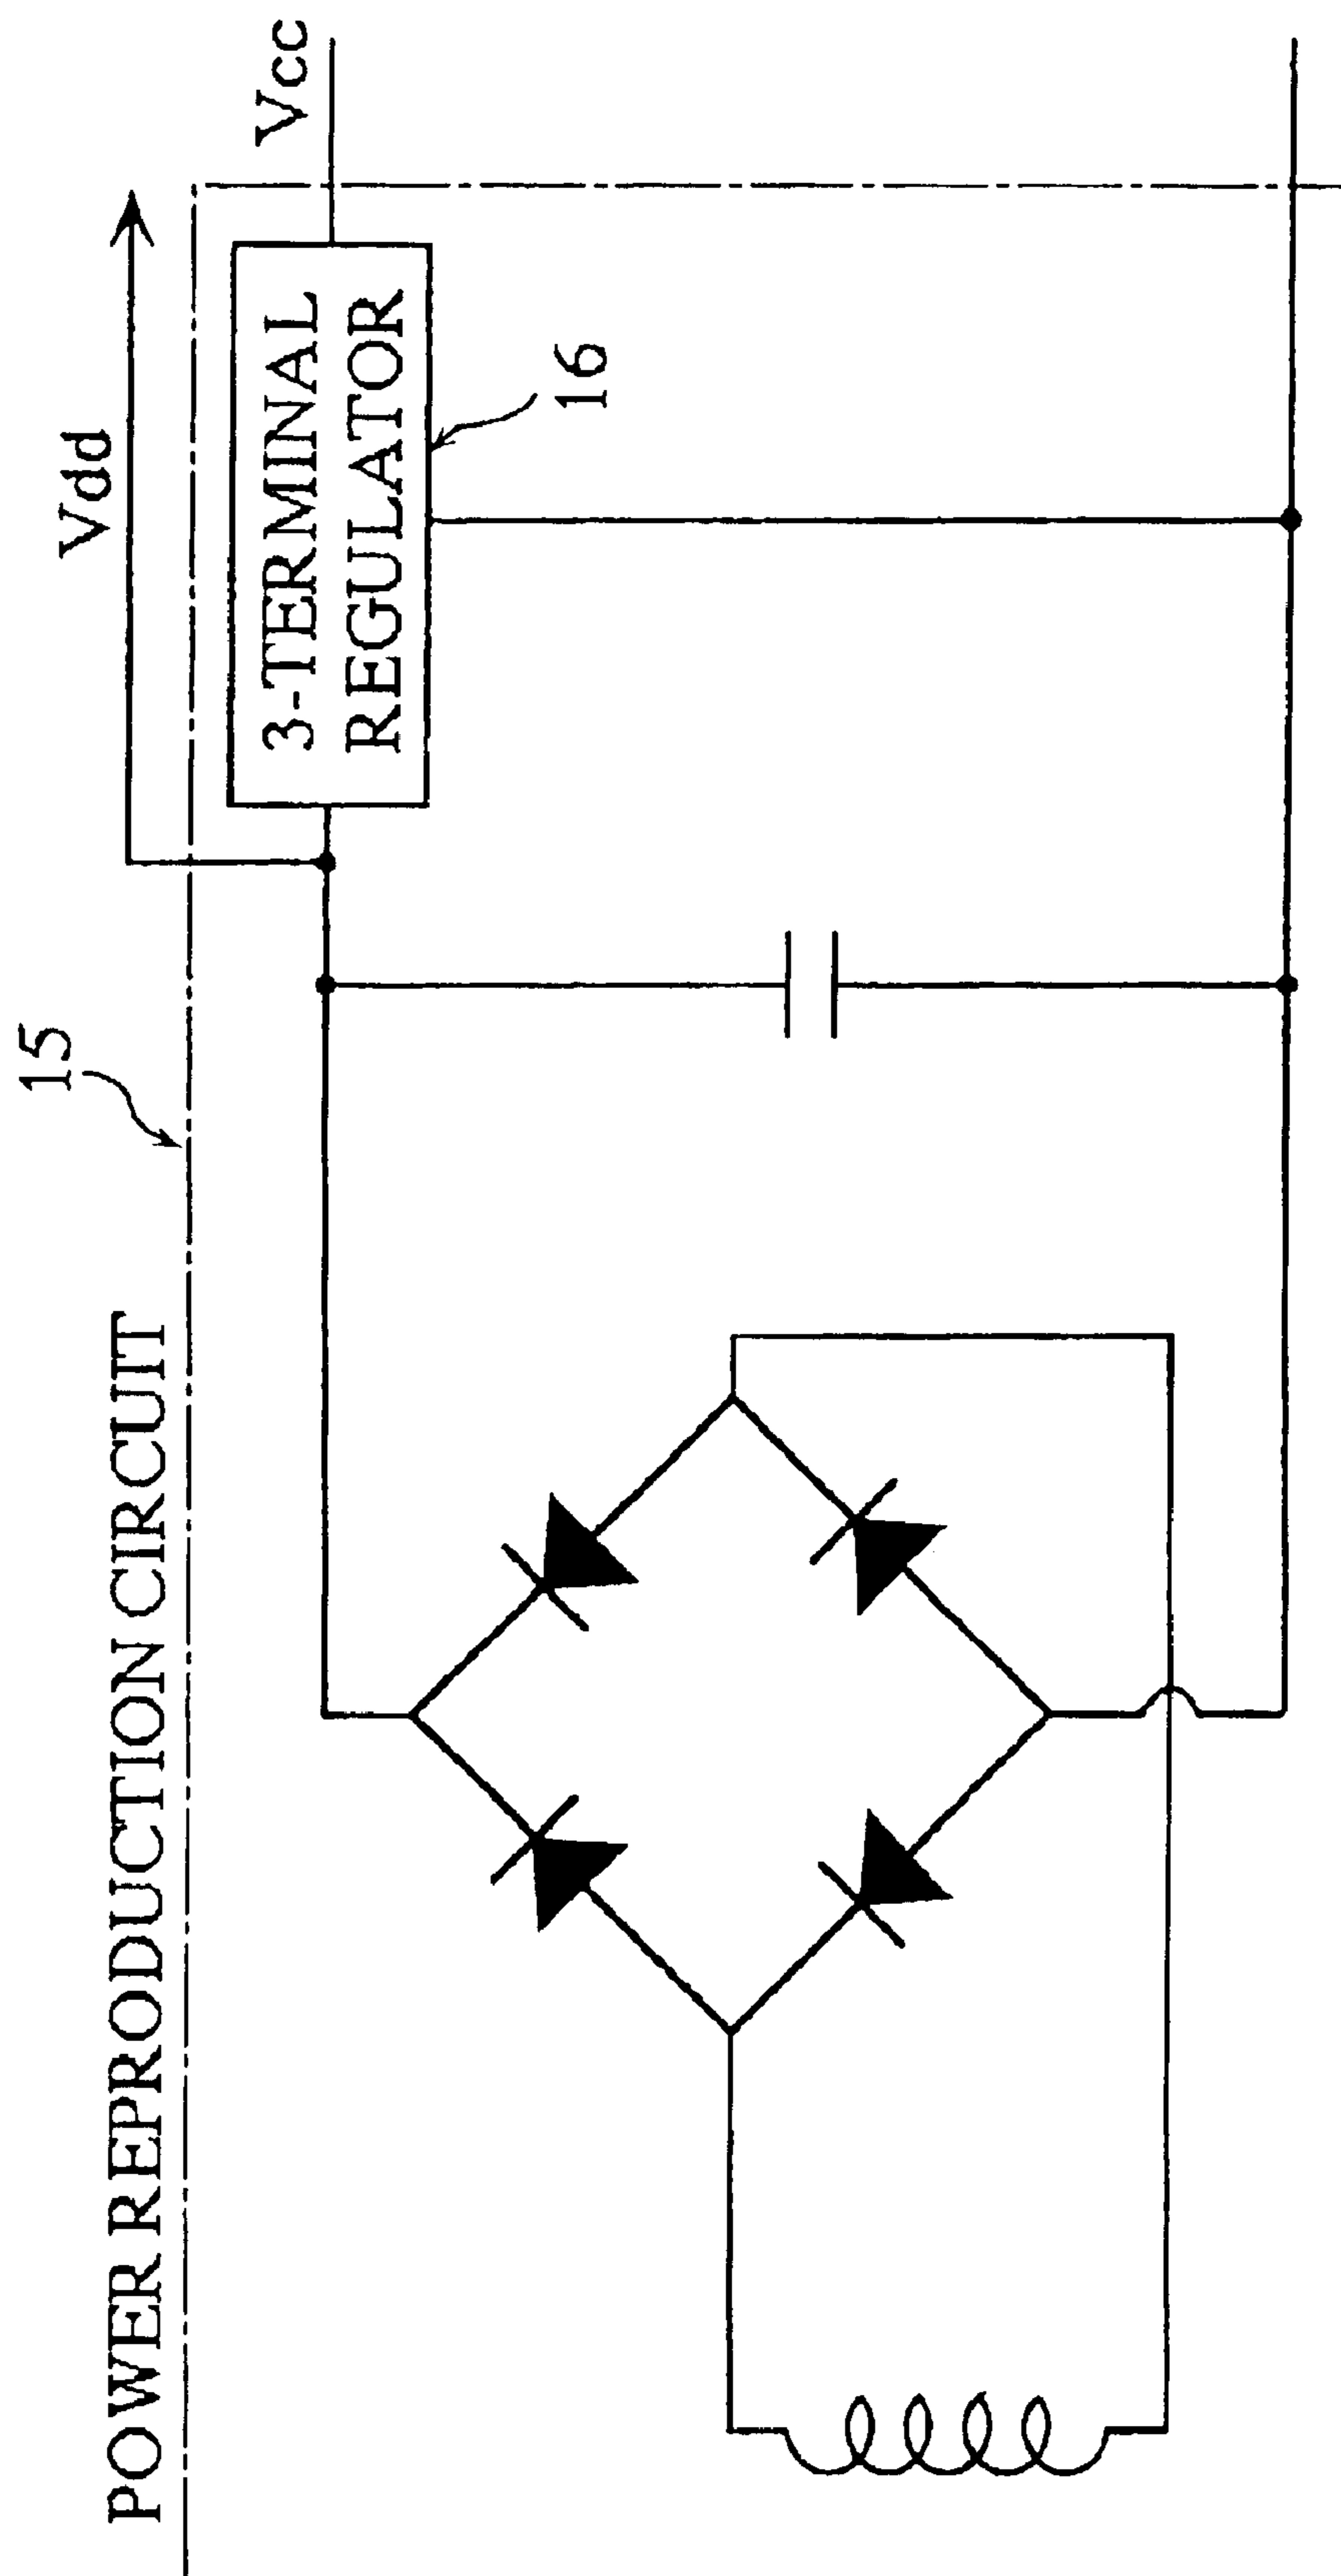 POWER REPRODUCTION CIRCUIT
15
Vdd
3-TERMINAL
REGULATOR
Vcc
16